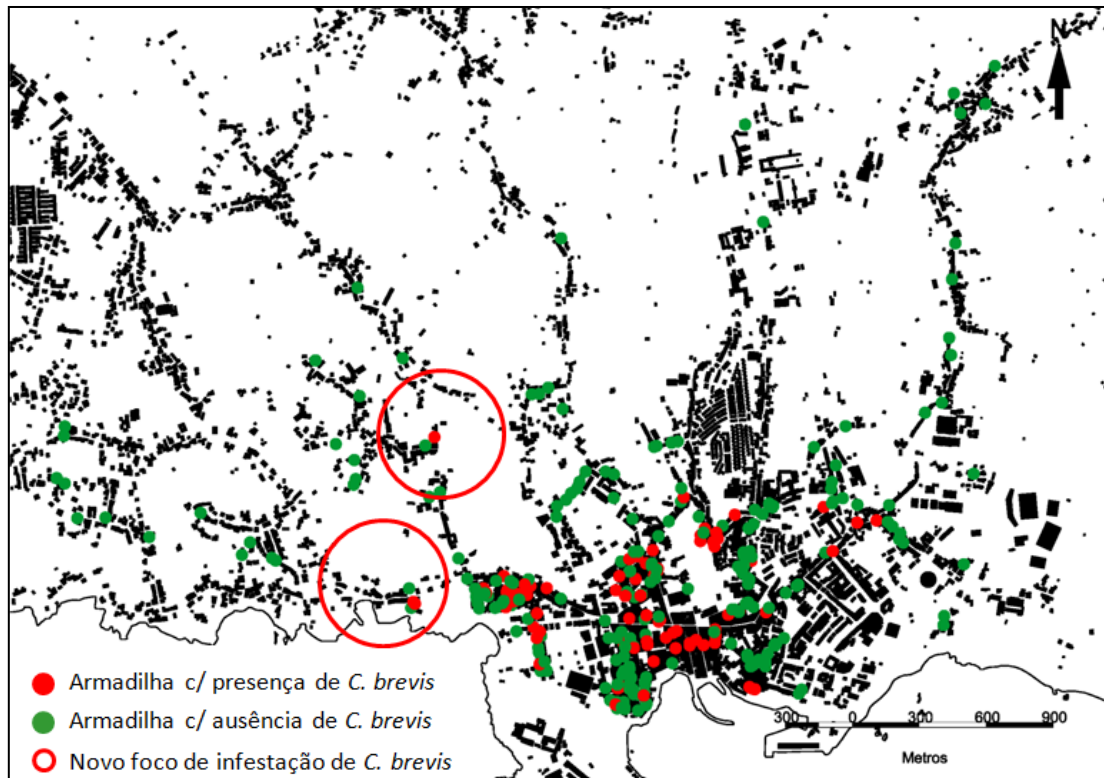 N
Armadilha c/ presença de C. brevis
Armadilha c/ ausência de C. brevis
Novo foco de infestação de C. brevis
300 0 300 600 900
Metros